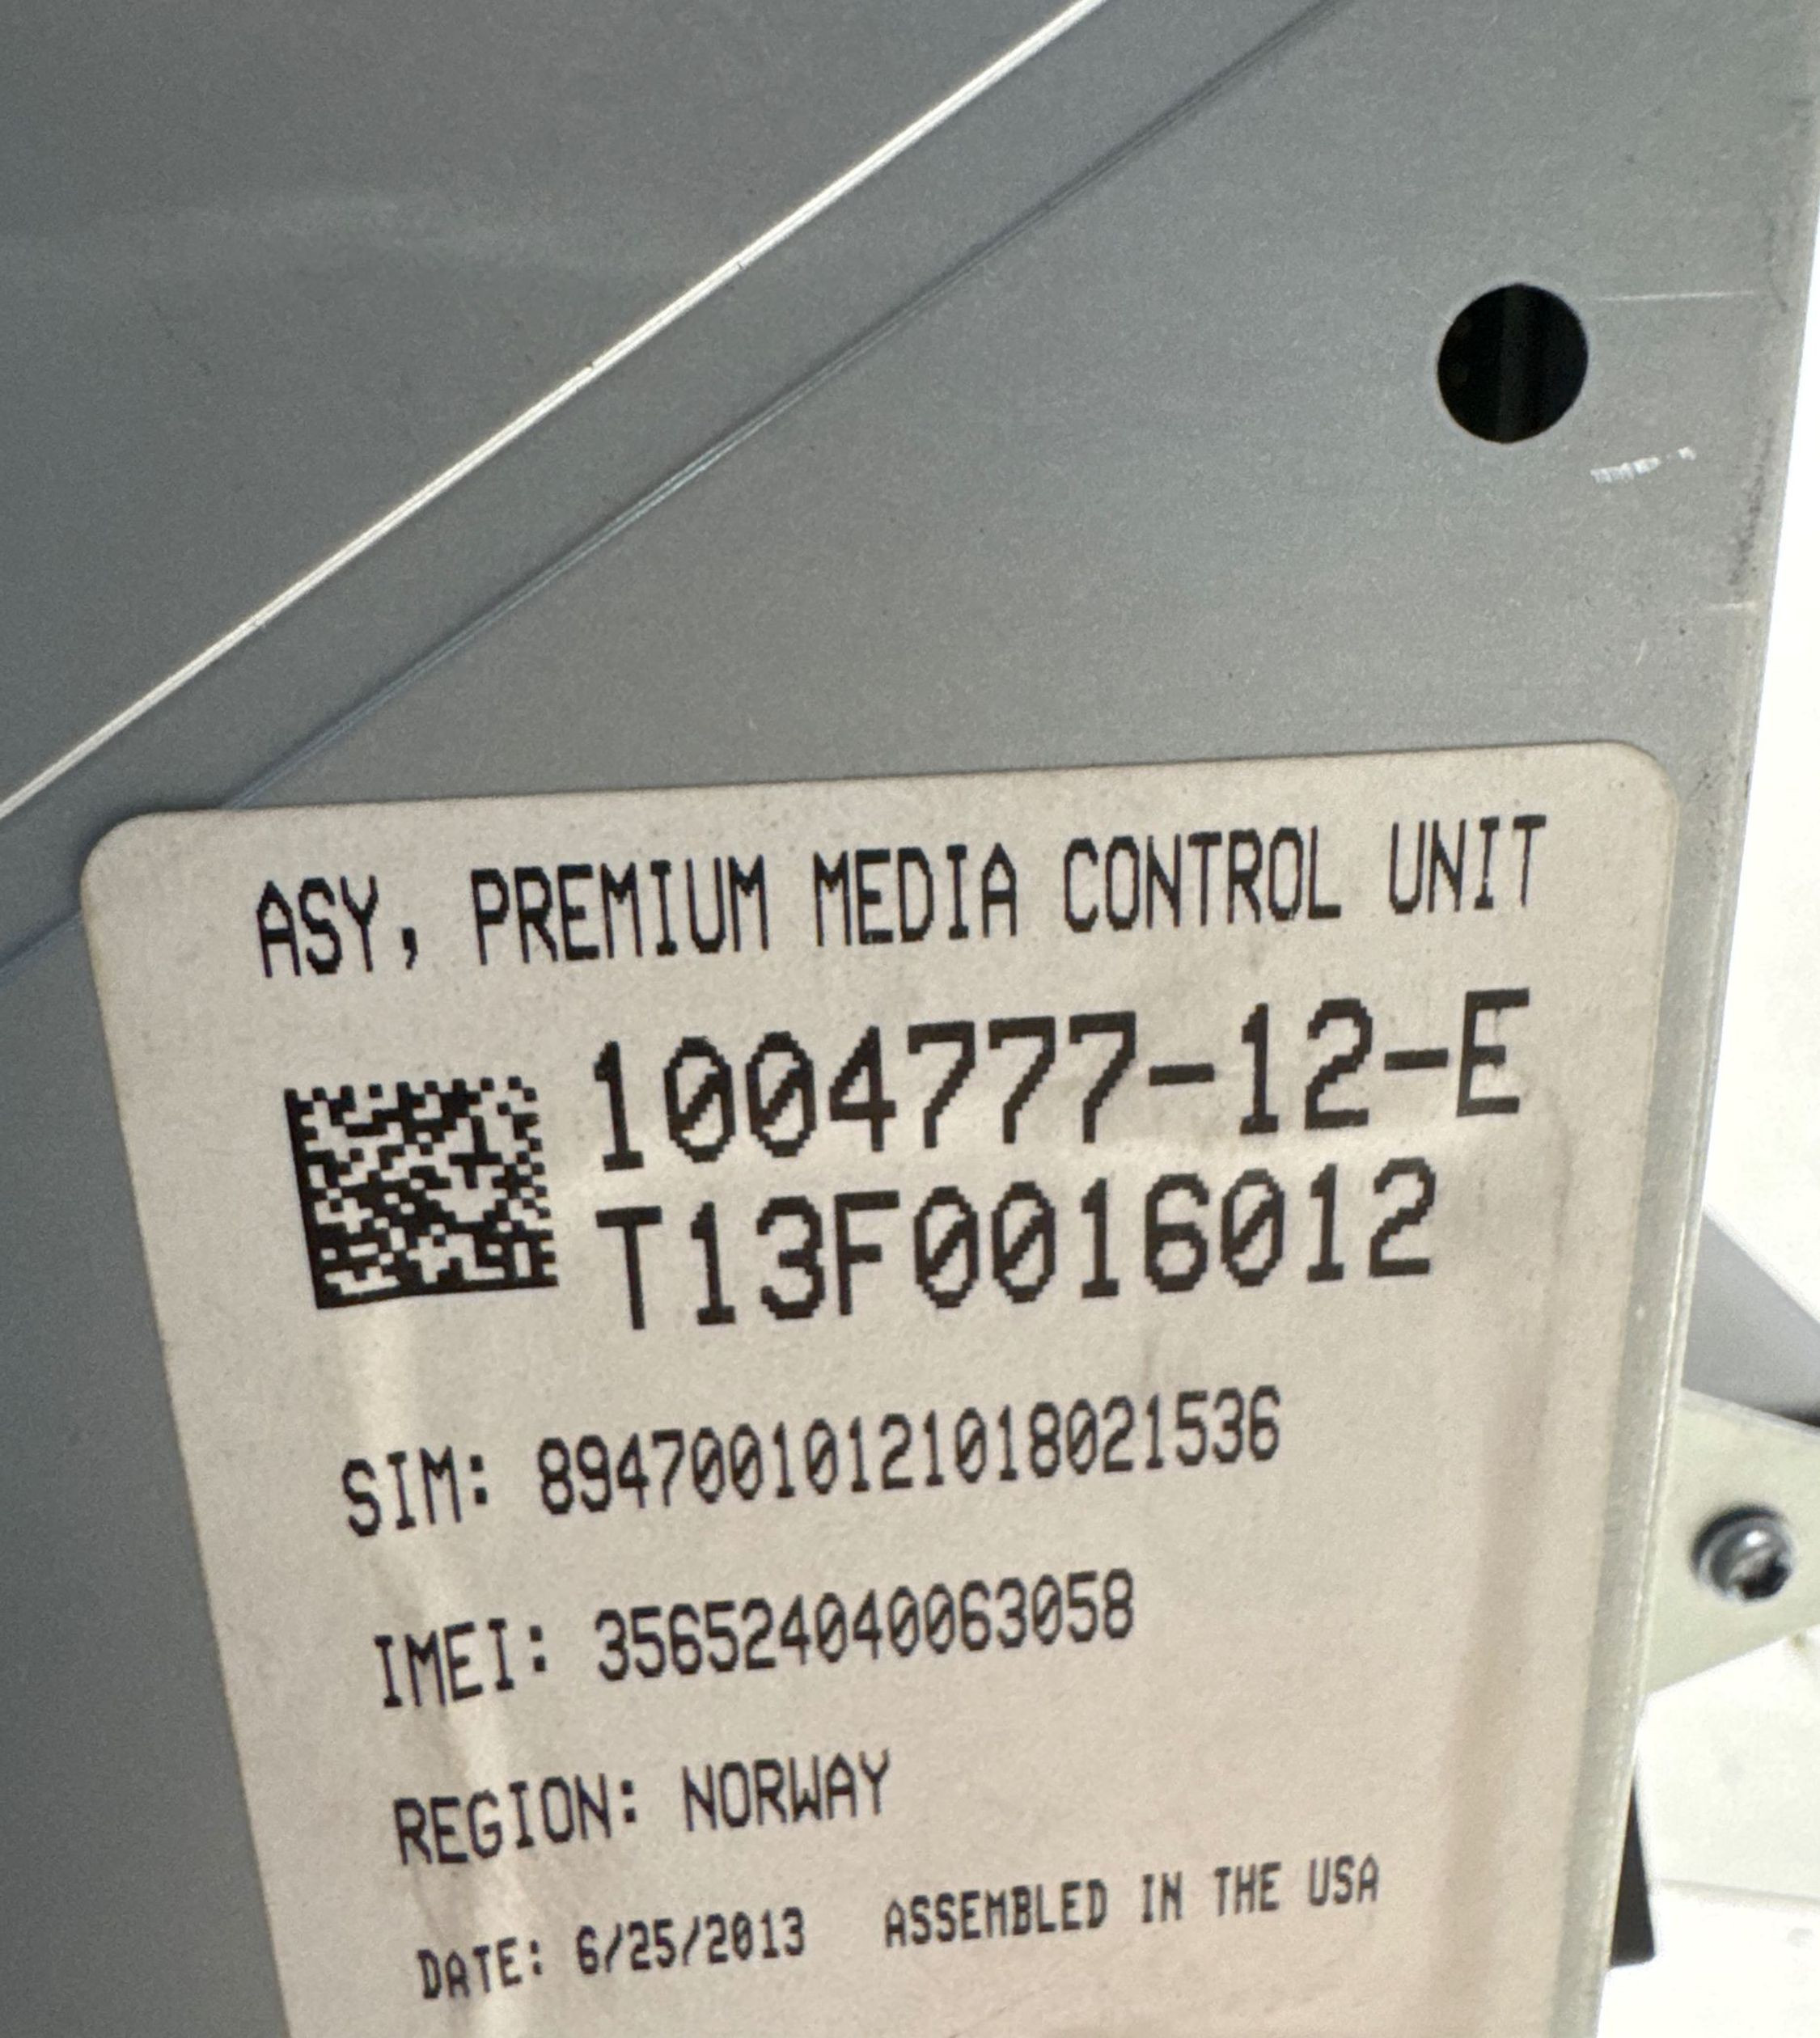 ASY, PREMIUM MEDIA CONTROL UNIT
1004777-12-E
T13F0016012
SIM: 89470010121018021536
IMEI: 356524040063058
REGION: NORWAY
DATE: 6/25/2013 ASSEMBLED IN THE USA